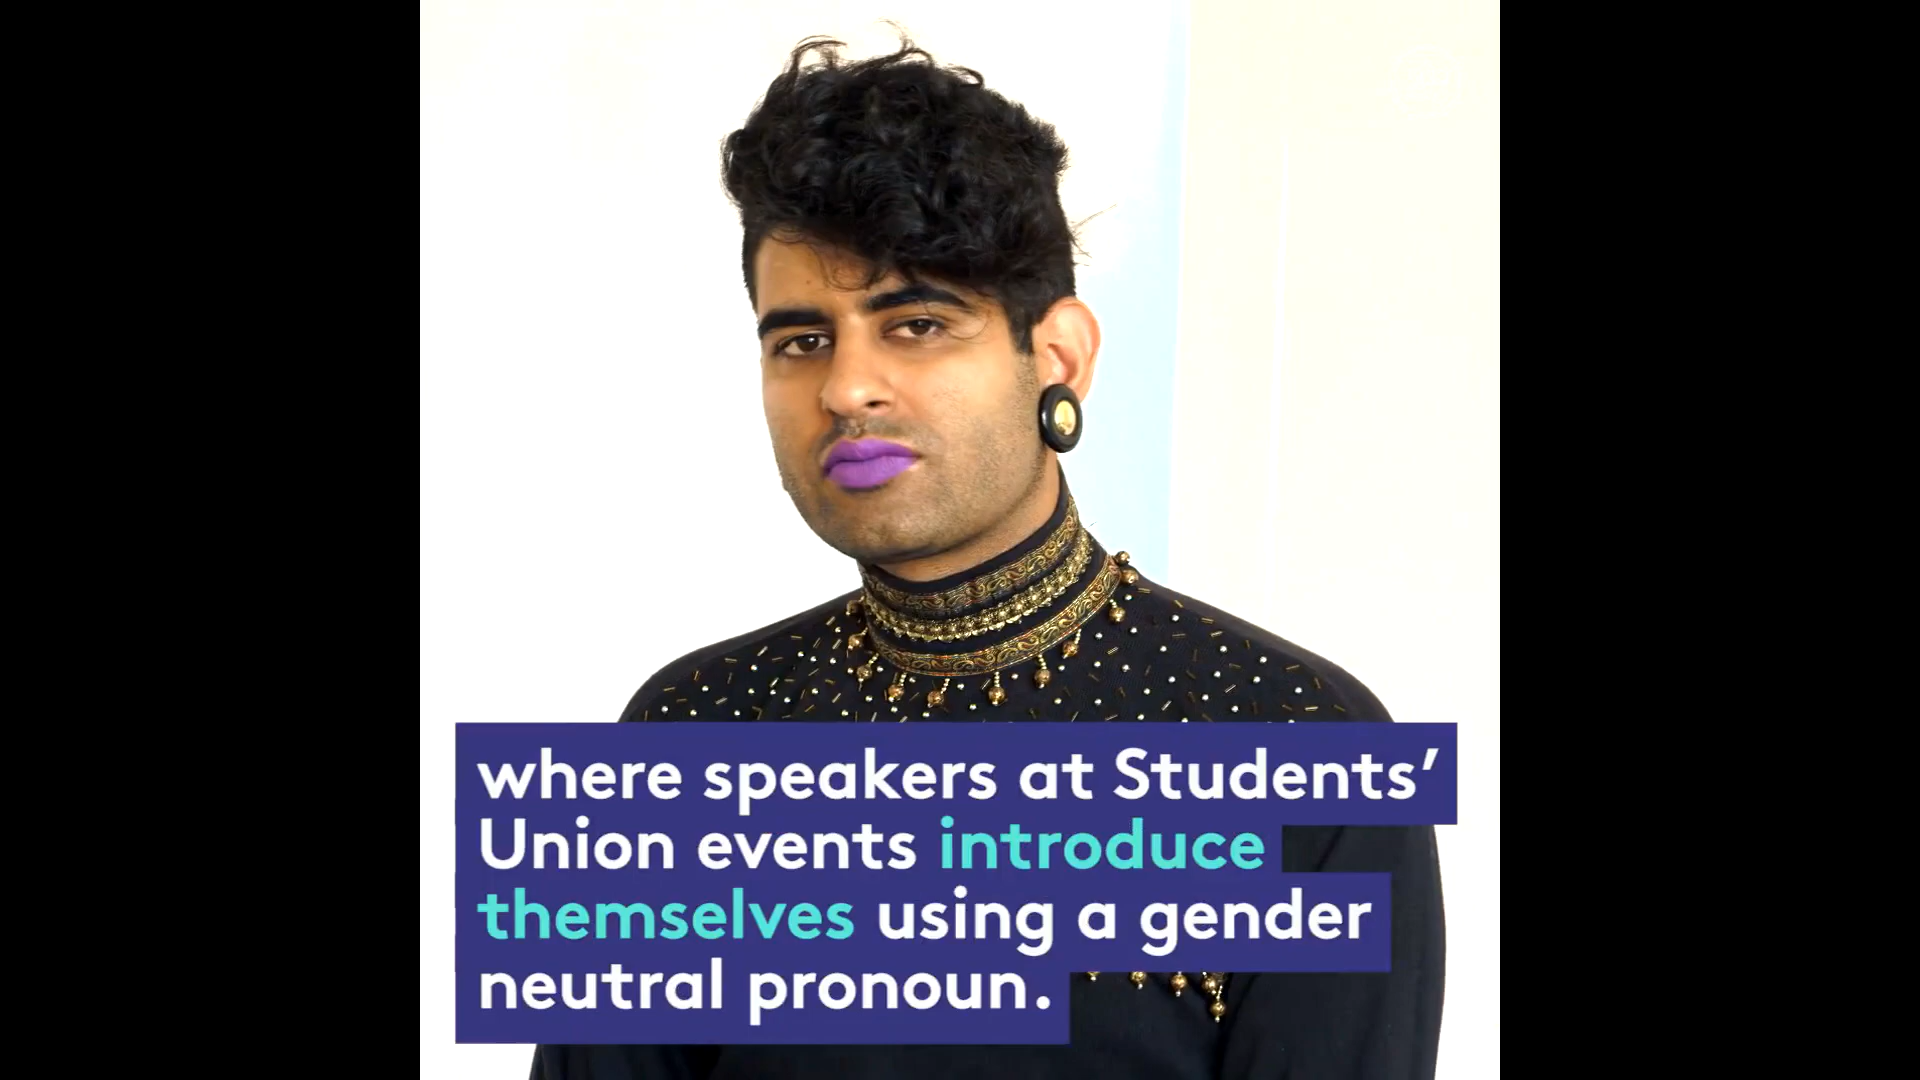 where speakers at Students’
Union events introduce
themselves using a gender
neutral pronoun.